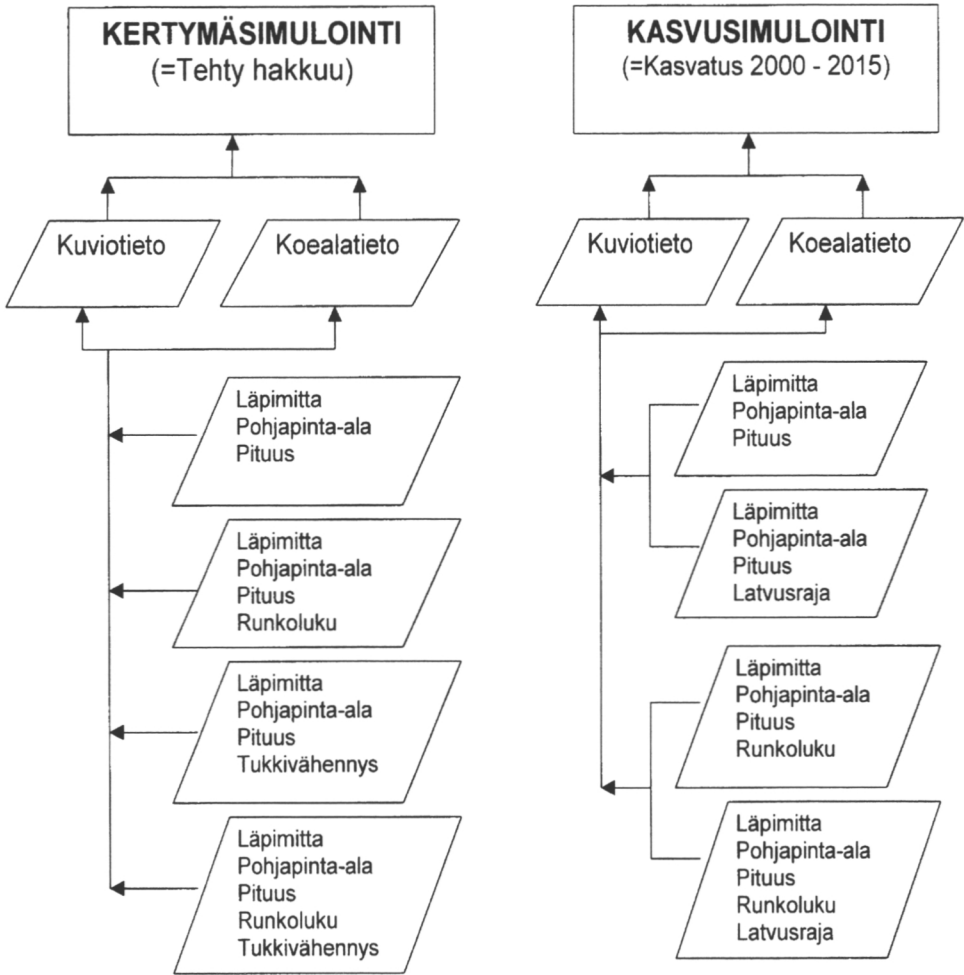 KERTYMÄSIMULOINTI
(=Tehty hakkuu)
Kuviotieto
Koealatieto
Läpimitta
Pohjapinta-ala
Pituus
Läpimitta
Pohjapinta-ala
Pituus
Runkoluku
Läpimitta
Pohjapinta-ala
Pituus
Tukkivähennys
Läpimitta
Pohjapinta-ala
Pituus
Runkoluku
Tukkivähennys
KASVUSIMULOINTI
(=Kasvatus 2000 - 2015)
Kuviotieto
Koealatieto
Läpimitta
Pohjapinta-ala
Pituus
Läpimitta
Pohjapinta-ala
Pituus
Latvusraja
Läpimitta
Pohjapinta-ala
Pituus
Runkoluku
Läpimitta
Pohjapinta-ala
Pituus
Runkoluku
Latvusraja